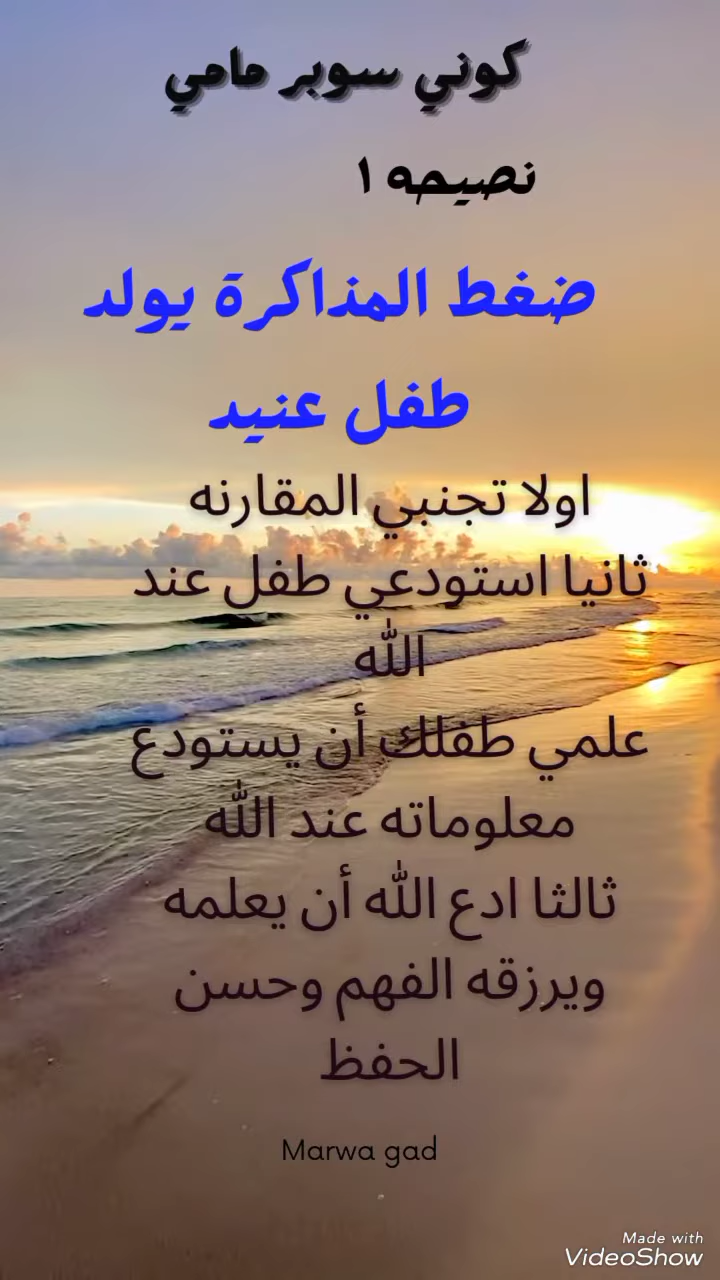 كوني سوبر مامي
نصيحه ١
ضغط المذاكرة يولد
طفل عنيد
اولا تجنبي المقارنه
ثانيا استودعي طفل عند
الله
علمي طفلك أن يستودع
معلوماته عند الله
ثالثا ادع الله أن يعلمه
ويرزقه الفهم وحسن
الحفظ
Marwa gad
Made with
VideoShow